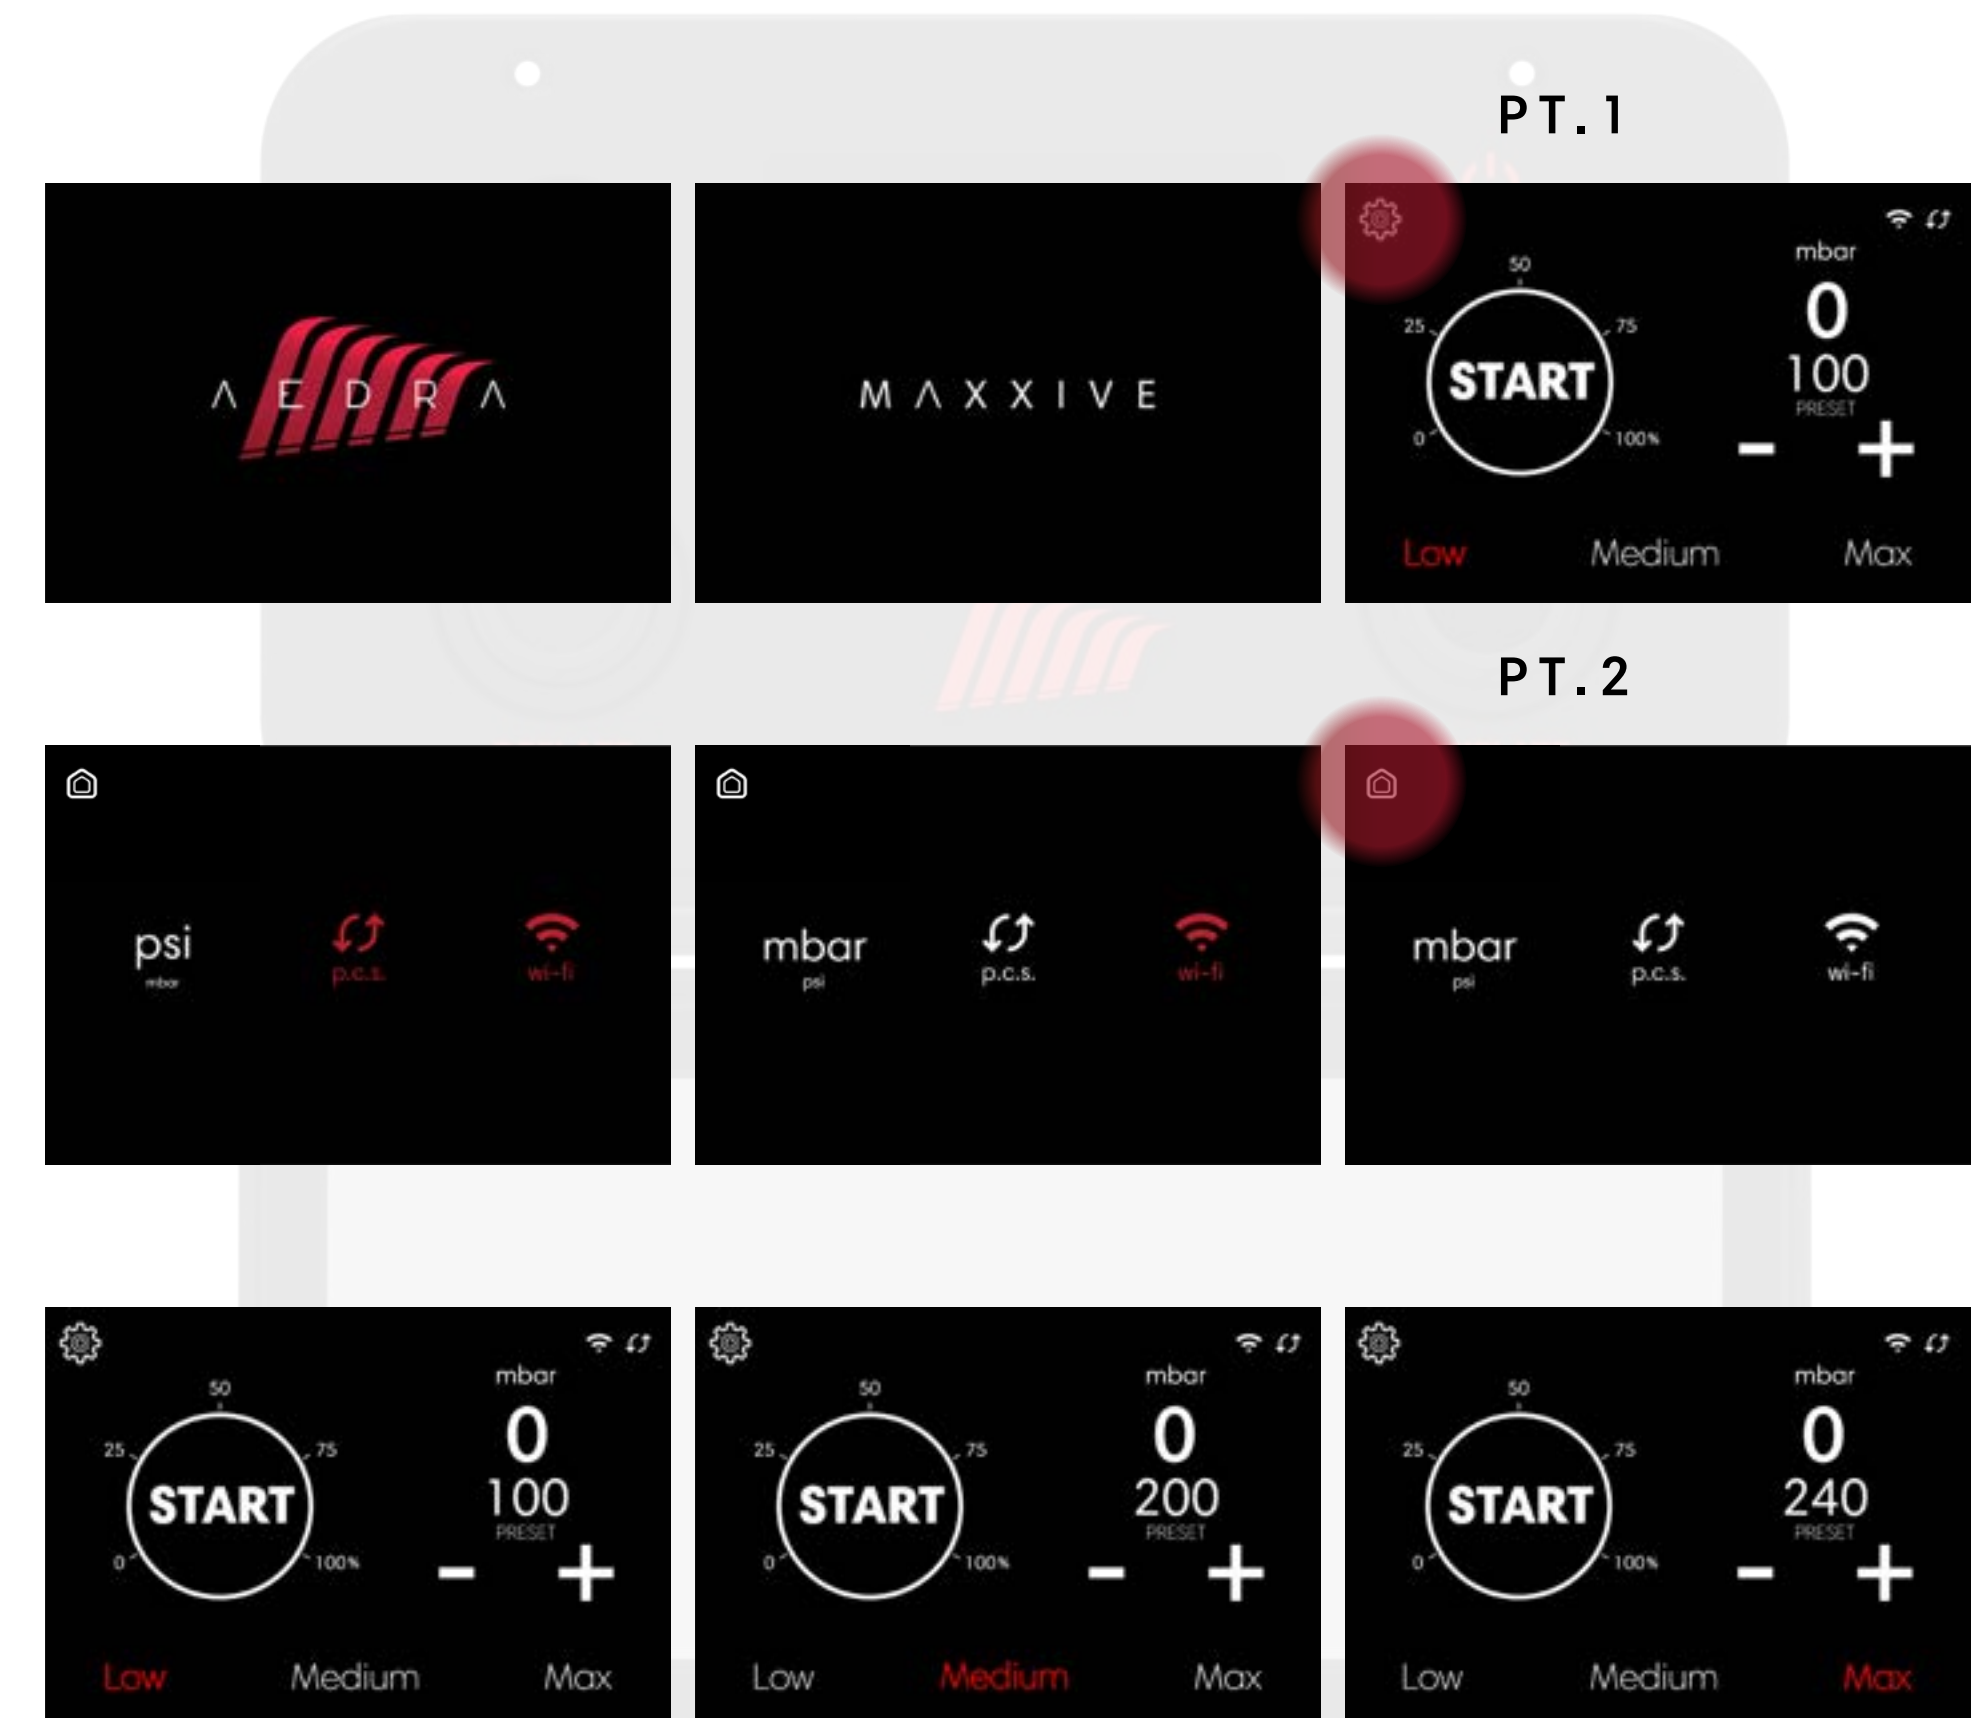 PT.1
AEDRA
MAXXIVE
mbar
50
0
25
75
START
100
PRESET
0
100%
- +
Low Medium Max
PT.2
psi
mbar
p.c.s.
wi-fi
mbar
psi
p.c.s.
wi-fi
mbar
psi
p.c.s.
wi-fi
mbar
50
0
25
75
START
100
PRESET
0
100%
- +
Low Medium Max
mbar
50
0
25
75
START
200
PRESET
0
100%
- +
Low Medium Max
mbar
50
0
25
75
START
240
PRESET
0
100%
- +
Low Medium Max